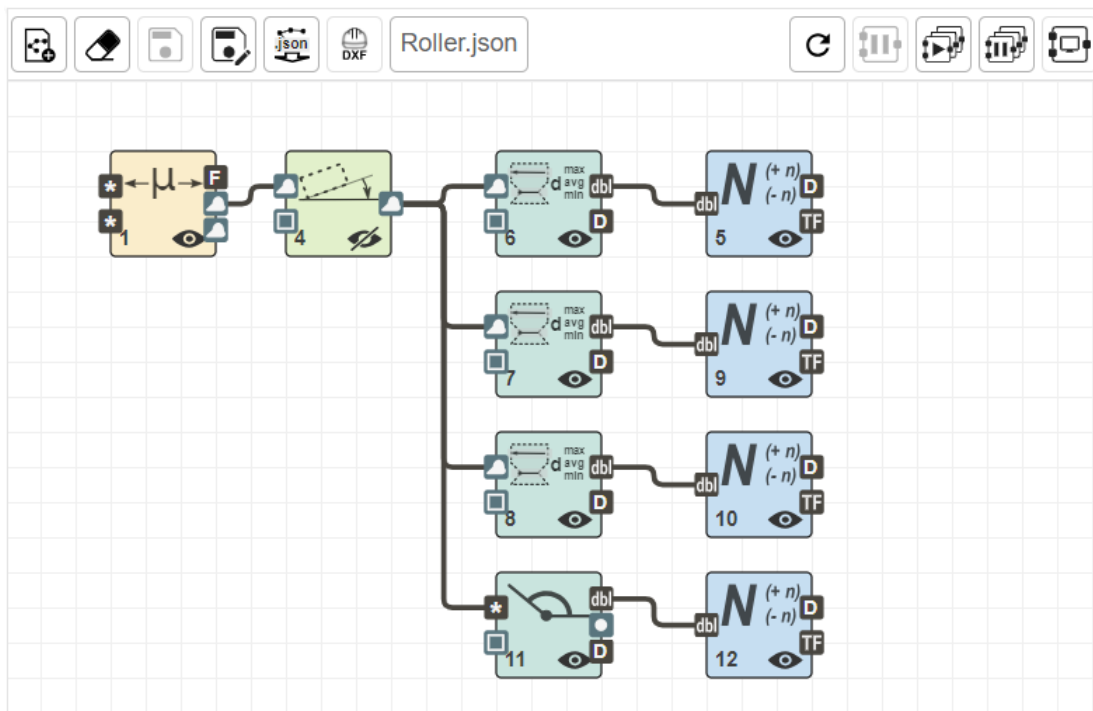 .json
DXF
Roller.json
* μ F
* 1
4
d max avg min dbl
D
6
N (+ n) (- n) D
dbl TF
5
d max avg min dbl
D
7
N (+ n) (- n) D
dbl TF
9
d max avg min dbl
D
8
N (+ n) (- n) D
dbl TF
10
* dbl
D
11
N (+ n) (- n) D
dbl TF
12